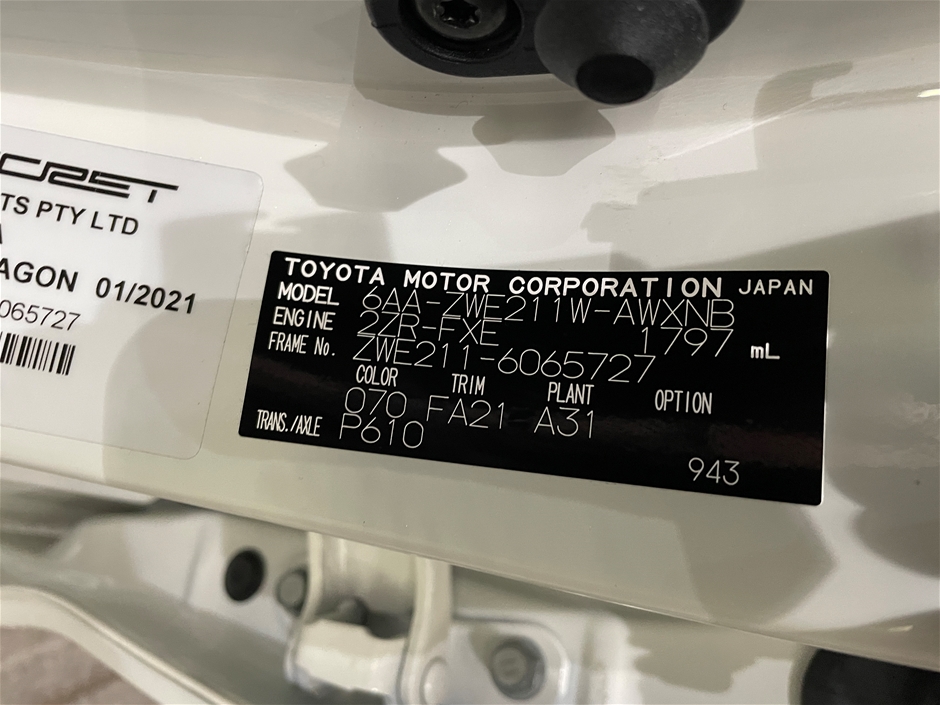 TS PTY LTD
AGON 01/2021
065727
TOYOTA MOTOR CORPORATION JAPAN
MODEL 6AA-ZWE211W-AWXNB
ENGINE 2ZR-FXE 1797 mL
FRAME No. ZWE211-6065727
COLOR TRIM PLANT OPTION
070 FA21 A31
TRANS./AXLE P610
943